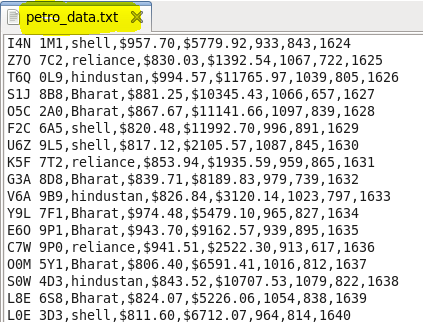 petro_data.txt
I4N 1M1,shell,$957.70,$5779.92,933,843,1624
Z7O 7C2,reliance,$830.03,$1392.54,1067,722,1625
T6Q 0L9,hindustan,$994.57,$11765.97,1039,805,1626
S1J 8B8,Bharat,$881.25,$10345.43,1066,657,1627
O5C 2A0,Bharat,$867.67,$11141.66,1097,839,1628
F2C 6A5,shell,$820.48,$11992.70,996,891,1629
U6Z 9L5,shell,$817.12,$2105.57,1087,845,1630
K5F 7T2,reliance,$853.94,$1935.59,959,865,1631
G3A 8D8,Bharat,$839.71,$8189.83,979,739,1632
V6A 9B9,hindustan,$826.84,$3120.14,1023,797,1633
Y9L 7F1,Bharat,$974.48,$5479.10,965,827,1634
E6O 9P1,Bharat,$943.70,$9162.57,939,895,1635
C7W 9P0,reliance,$941.51,$2522.30,913,617,1636
O0M 5Y1,Bharat,$806.40,$6591.41,1016,812,1637
S0W 4D3,hindustan,$843.52,$10707.53,1079,822,1638
L8E 6S8,Bharat,$824.07,$5226.06,1054,838,1639
L0E 3D3,shell,$811.60,$6712.07,964,814,1640